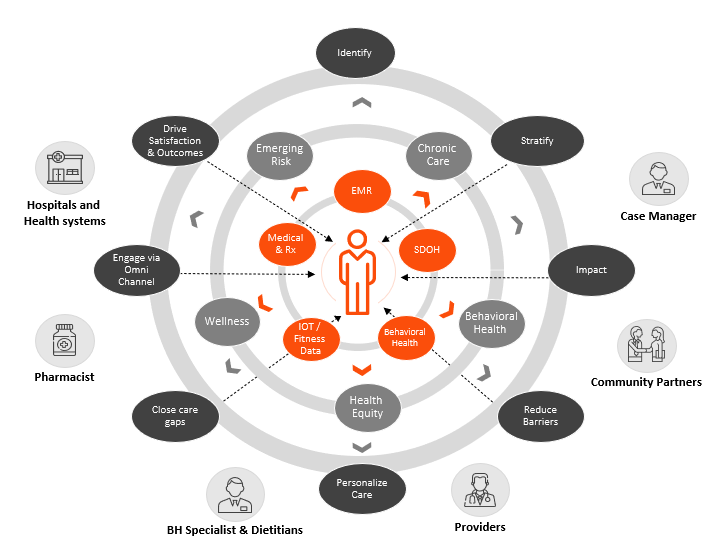 Identify
Drive
Satisfaction
& Outcomes
Stratify
Emerging
Risk
Chronic
Care
Hospitals and
Health systems
EMR
Case Manager
Medical
& Rx
SDOH
Engage via
Omni
Channel
Impact
Wellness
IOT /
Fitness
Data
Behavioral
Health
Behavioral
Health
Pharmacist
Community Partners
Close care
gaps
Health
Equity
Reduce
Barriers
Personalize
Care
BH Specialist & Dietitians
Providers